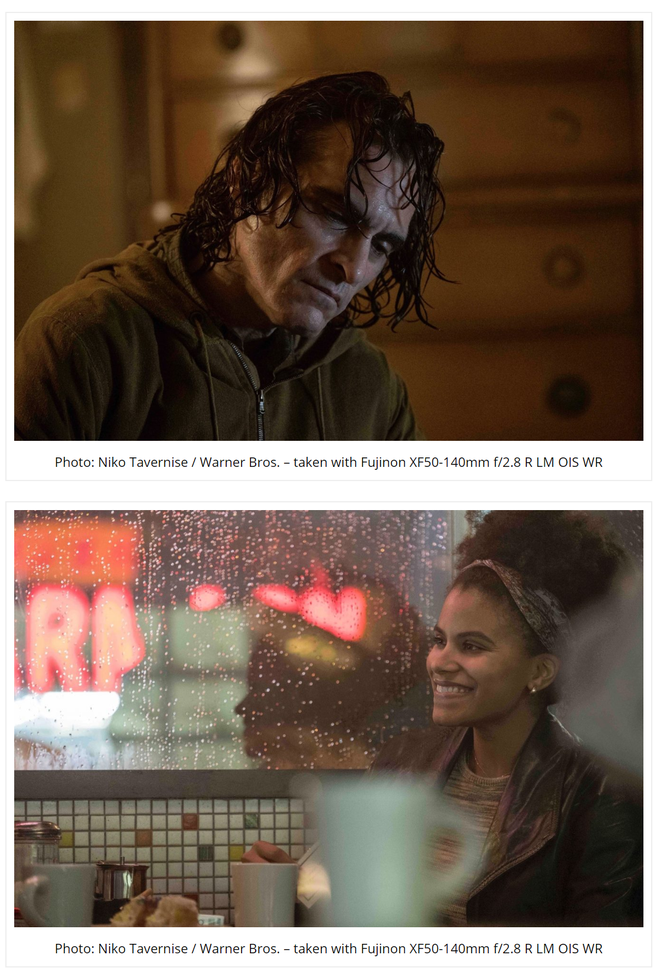 Photo: Niko Tavernise / Warner Bros. – taken with Fujinon XF50-140mm f/2.8 R LM OIS WR
ARA
Photo: Niko Tavernise / Warner Bros. – taken with Fujinon XF50-140mm f/2.8 R LM OIS WR